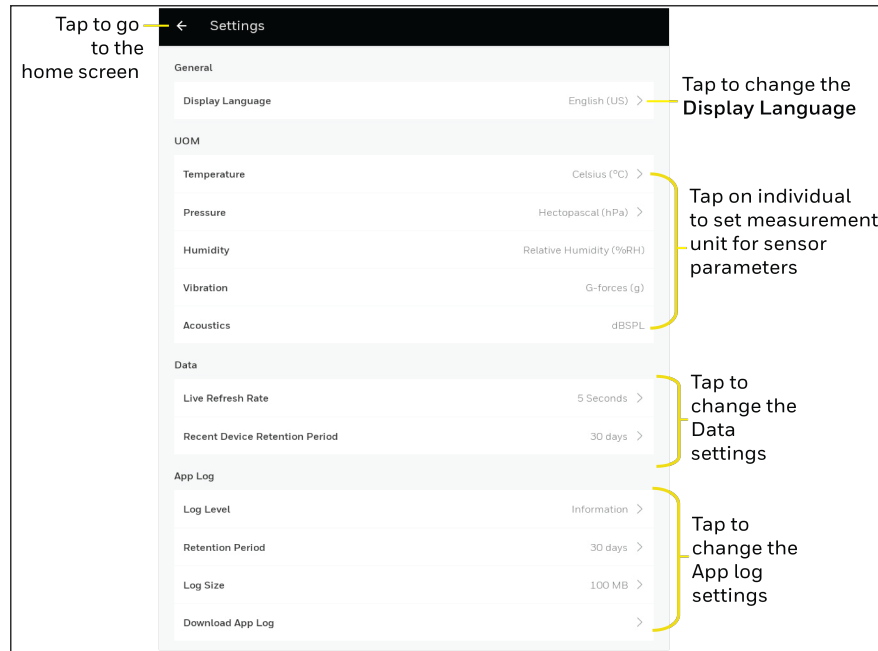 Tap to go
to the
home screen
Settings
General
Display Language English (US)
Tap to change the
Display Language
UOM
Temperature Celsius (°C)
Pressure Hectopascal (hPa)
Humidity Relative Humidity (%RH)
Vibration G-forces (g)
Acoustics dBSPL
Tap on individual
to set measurement
unit for sensor
parameters
Data
Live Refresh Rate 5 Seconds
Recent Device Retention Period 30 days
Tap to
change the
Data
settings
App Log
Log Level Information
Retention Period 30 days
Log Size 100 MB
Download App Log
Tap to
change the
App log
settings